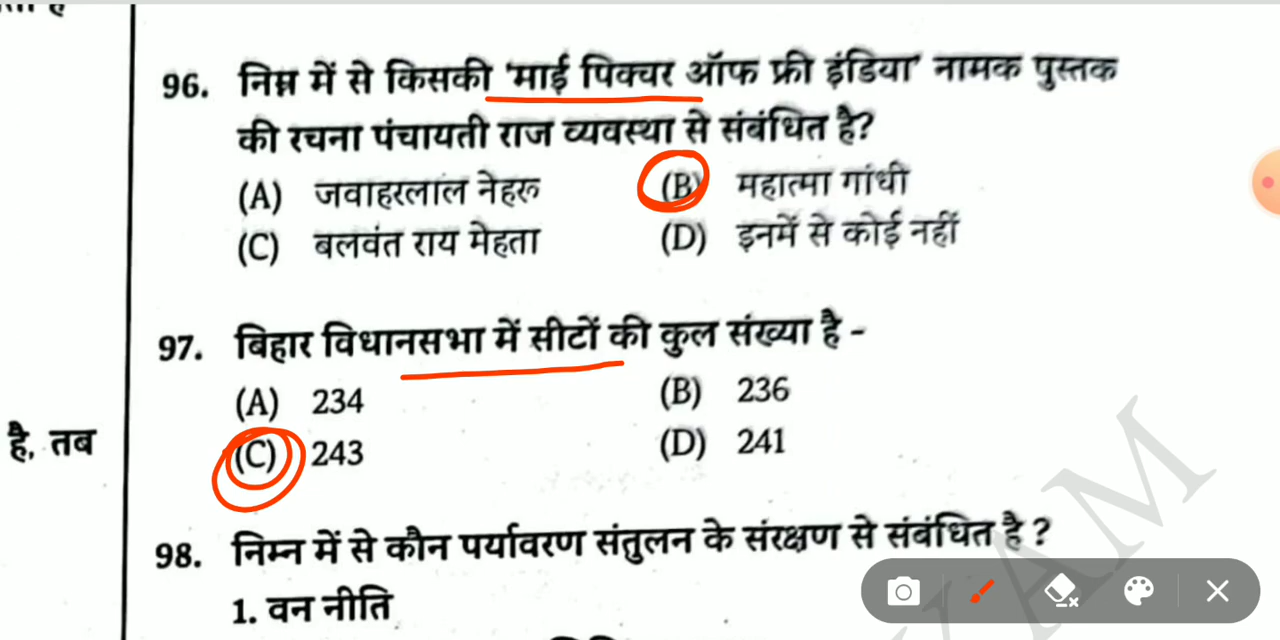 96. निम्न में से किसकी 'माई पिक्चर ऑफ फ्री इंडिया' नामक पुस्तक
की रचना पंचायती राज व्यवस्था से संबंधित है?
(A) जवाहरलाल नेहरू (B) महात्मा गांधी
(C) बलवंत राय मेहता (D) इनमें से कोई नहीं
97. बिहार विधानसभा में सीटों की कुल संख्या है -
(A) 234 (B) 236
है, तब
(C) 243 (D) 241
98. निम्न में से कौन पर्यावरण संतुलन के संरक्षण से संबंधित है ?
1. वन नीति